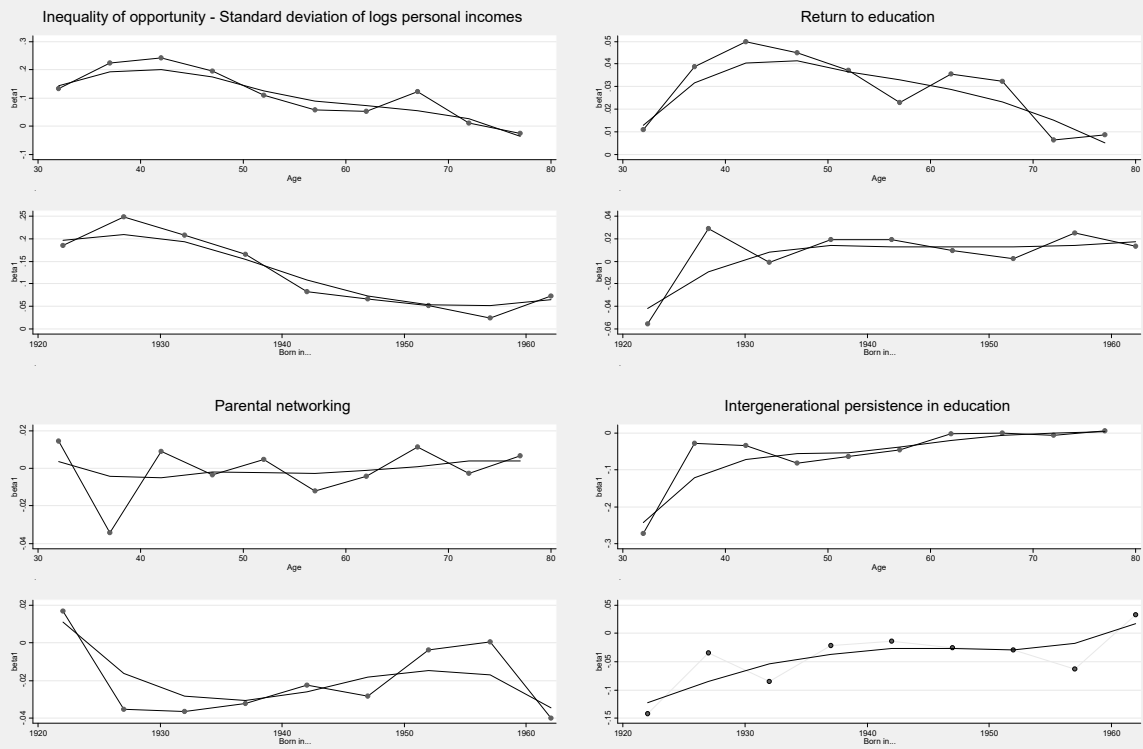 Inequality of opportunity - Standard deviation of logs personal incomes
beta1
.3
.2
.1
0
-.1
30 40 50 60 70 80
Age
.
beta1
.25
.2
.15
.1
.05
0
1920 1930 1940 1950 1960
Born in...
.
Return to education
beta1
.05
.04
.03
.02
.01
0
30 40 50 60 70 80
Age
.
beta1
.04
.02
0
-.02
-.04
-.06
1920 1930 1940 1950 1960
Born in...
.
Parental networking
beta1
.02
0
-.02
-.04
30 40 50 60 70 80
Age
.
beta1
.02
0
-.02
-.04
1920 1930 1940 1950 1960
Born in...
Intergenerational persistence in education
beta1
0
-.1
-.2
-.3
30 40 50 60 70 80
Age
.
beta1
.05
0
-.05
-.1
-.15
1920 1930 1940 1950 1960
Born in...